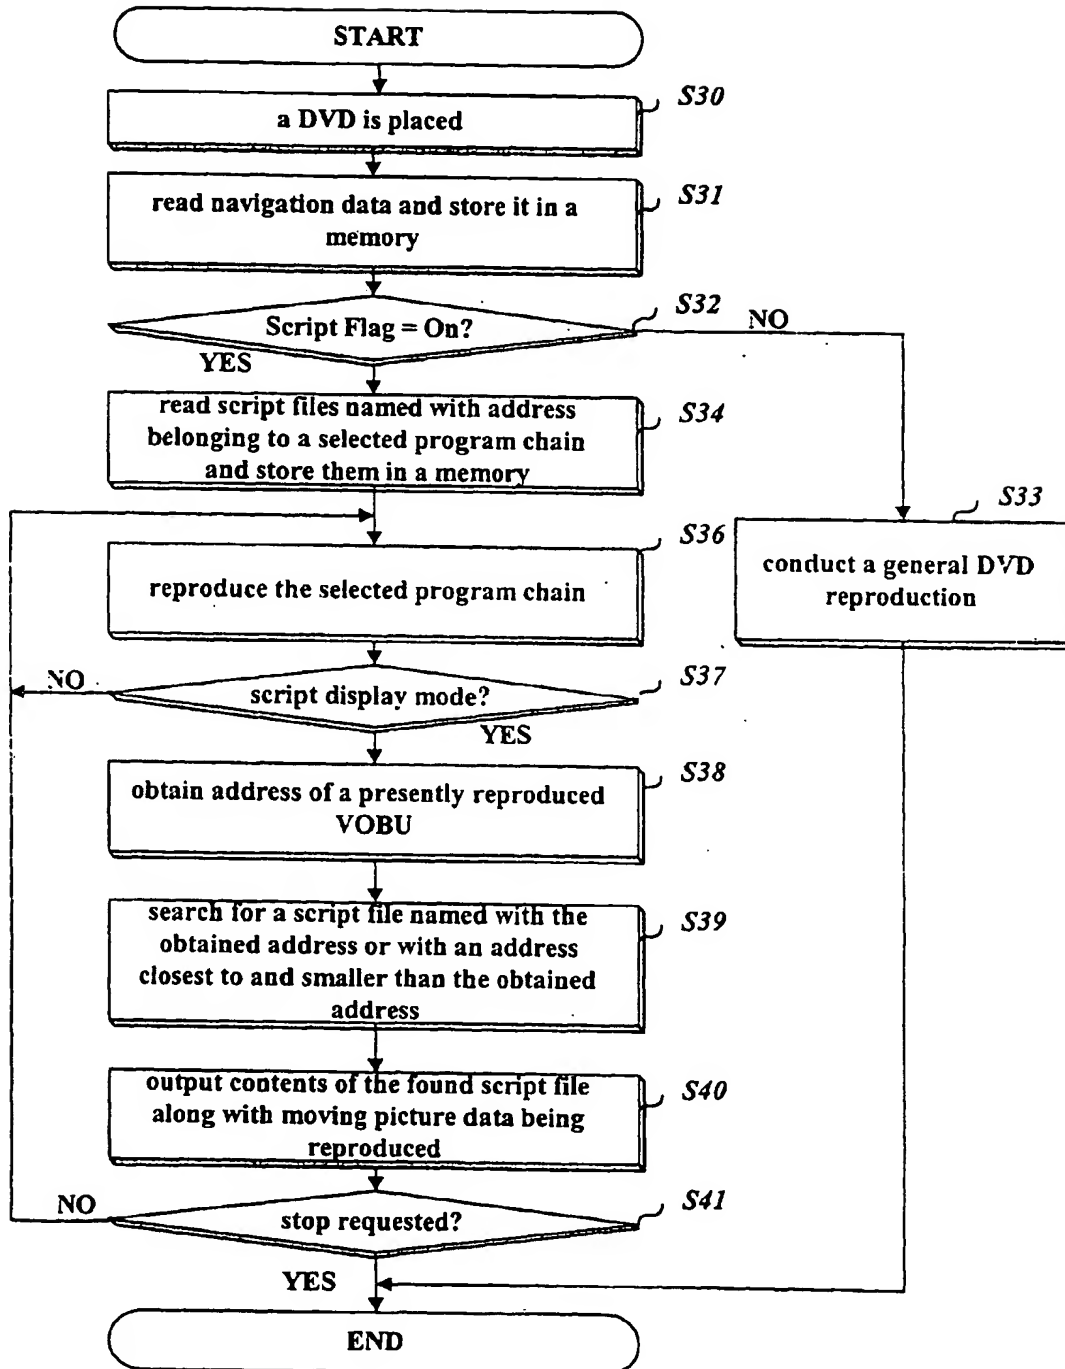 START
S30
a DVD is placed
S31
read navigation data and store it in a
memory
S32
Script Flag = On?
NO
YES
S34
read script files named with address
belonging to a selected program chain
and store them in a memory
S33
conduct a general DVD
reproduction
S36
reproduce the selected program chain
S37
NO
script display mode?
YES
S38
obtain address of a presently reproduced
VOBU
S39
search for a script file named with the
obtained address or with an address
closest to and smaller than the obtained
address
S40
output contents of the found script file
along with moving picture data being
reproduced
S41
NO
stop requested?
YES
END